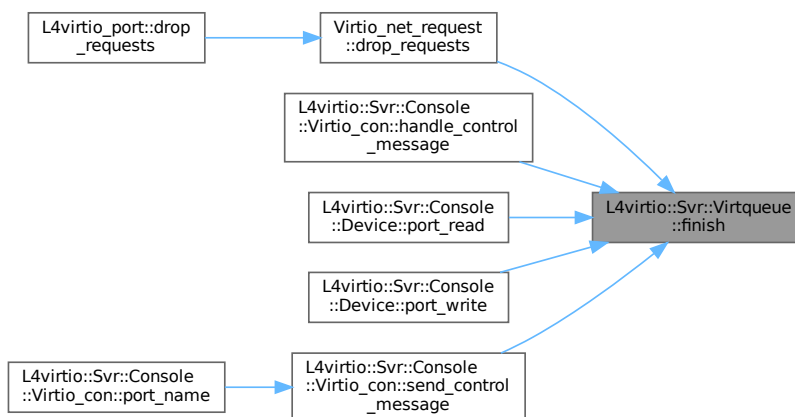 L4virtio_port::drop
_requests
Virtio_net_request
::drop_requests
L4virtio::Svr::Console
::Virtio_con::handle_control
_message
L4virtio::Svr::Console
::Device::port_read
L4virtio::Svr::Virtqueue
::finish
L4virtio::Svr::Console
::Device::port_write
L4virtio::Svr::Console
::Virtio_con::port_name
L4virtio::Svr::Console
::Virtio_con::send_control
_message